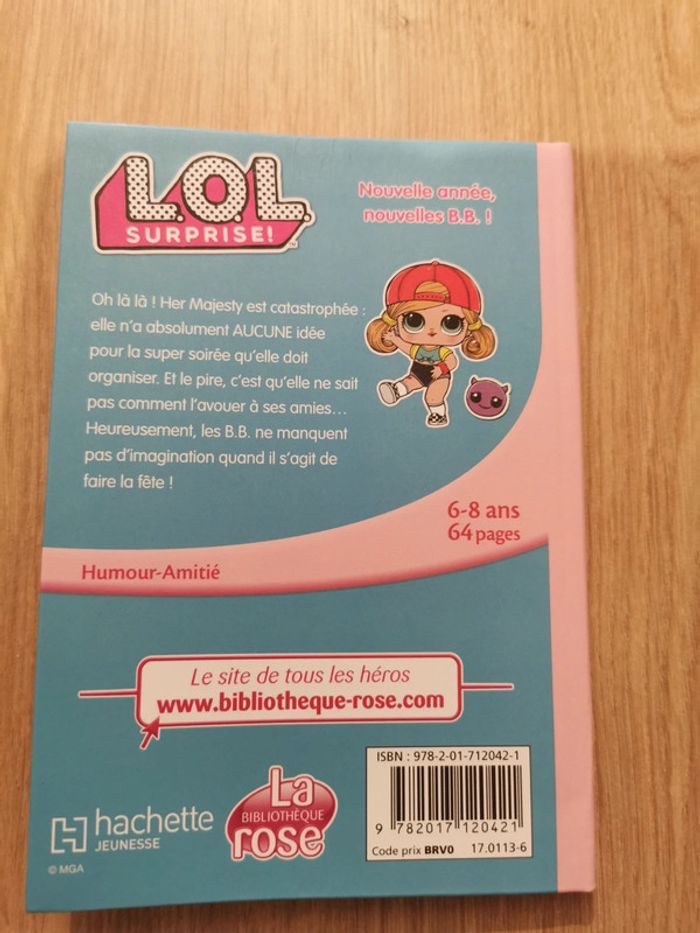 L.O.L.
SURPRISE!
™
Nouvelle année,
nouvelles B.B. !
Oh là là ! Her Majesty est catastrophée :
elle n'a absolument AUCUNE idée
pour la super soirée qu'elle doit
organiser. Et le pire, c'est qu'elle ne sait
pas comment l'avouer à ses amies...
Heureusement, les B.B. ne manquent
pas d'imagination quand il s'agit de
faire la fête !
6-8 ans
64 pages
Humour-Amitié
Le site de tous les héros
www.bibliotheque-rose.com
hachette
JEUNESSE
© MGA
La
BIBLIOTHÈQUE
rose
ISBN : 978-2-01-712042-1
9 782017 120421
Code prix BRV0 17.0113-6